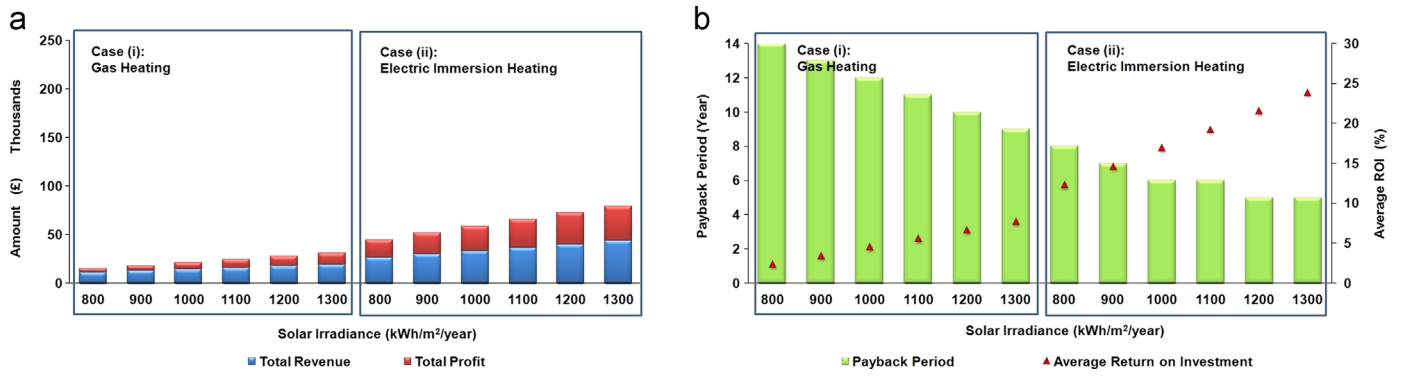 a
250
200
150
100
50
0
Amount (£) Thousands
Case (i):
Gas Heating
Case (ii):
Electric Immersion Heating
800 900 1000 1100 1200 1300 800 900 1000 1100 1200 1300
Solar Irradiance (kWh/m²/year)
Total Revenue Total Profit
b
14
12
10
8
6
4
2
0
Payback Period (Year)
Case (i):
Gas Heating
Case (ii):
Electric Immersion Heating
30
25
20
15
10
5
0
Average ROI (%)
800 900 1000 1100 1200 1300 800 900 1000 1100 1200 1300
Solar Irradiance (kWh/m²/year)
Payback Period Average Return on Investment